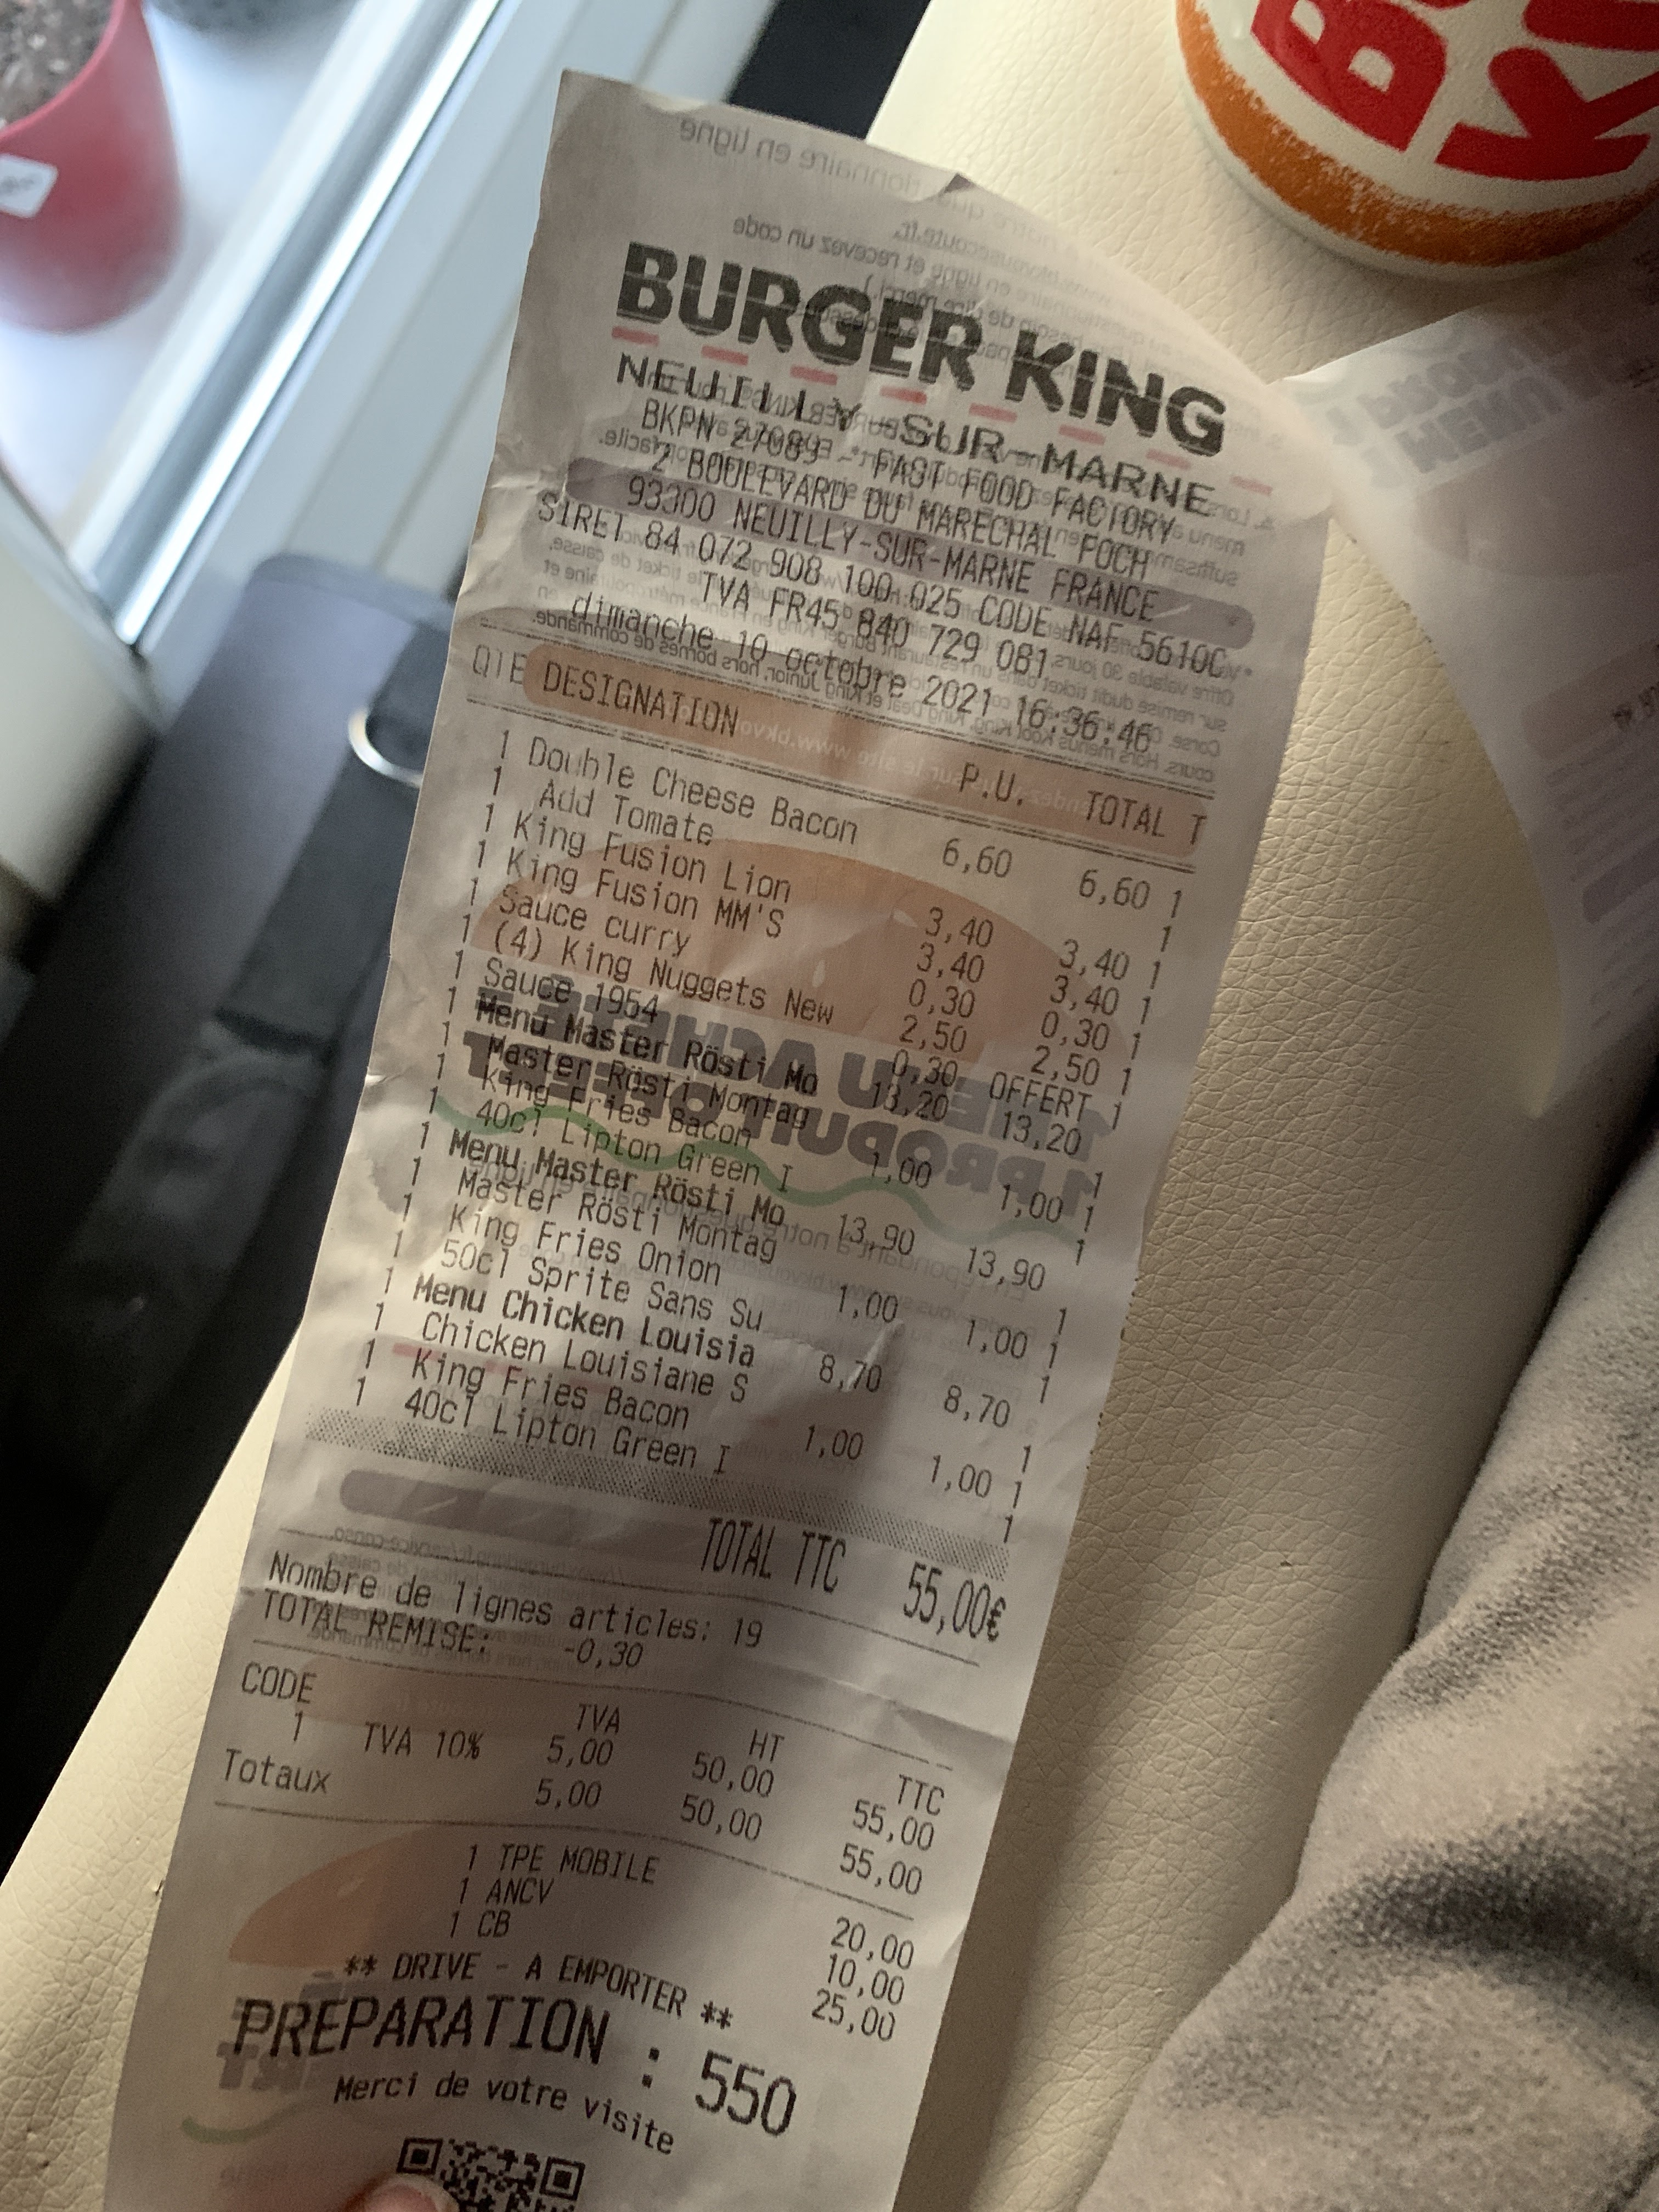 BURGER KING
NEUILLY-SUR-MARNE
BKPN 27089 - FAST FOOD FACTORY
2 BOULEVARD DU MARECHAL FOCH
93300 NEUILLY-SUR-MARNE FRANCE
SIRET 84 072 908 100 025 CODE NAF 5610C
TVA FR45 840 729 081
dimanche 10 octobre 2021 16:36:46
QTE DESIGNATION P.U. TOTAL T
1 Double Cheese Bacon 6,60 6,60 1
1 Add Tomate 1
1 King Fusion Lion 3,40 3,40 1
1 King Fusion MM'S 3,40 3,40 1
1 Sauce curry 0,30 0,30 1
1 (4) King Nuggets New 2,50 2,50 1
1 Sauce 1954 0,30 OFFERT 1
1 Menu Master Rösti Mo 13,20 13,20
1 Master Rösti Montag 1
1 King Fries Bacon 1,00 1,00 1
1 40cl Lipton Green I 1
1 Menu Master Rösti Mo 13,90 13,90
1 Master Rösti Montag 1
1 King Fries Onion 1,00 1,00 1
1 50cl Sprite Sans Su 1
1 Menu Chicken Louisia 8,70 8,70
1 Chicken Louisiane S 1
1 King Fries Bacon 1,00 1,00 1
1 40cl Lipton Green I 1
TOTAL TTC 55,00€
Nombre de lignes articles: 19
TOTAL REMISE: -0,30
CODE TVA HT TTC
1 TVA 10% 5,00 50,00 55,00
Totaux 5,00 50,00 55,00
1 TPE MOBILE 20,00
1 ANCV 10,00
1 CB 25,00
** DRIVE - A EMPORTER **
PREPARATION : 550
Merci de votre visite